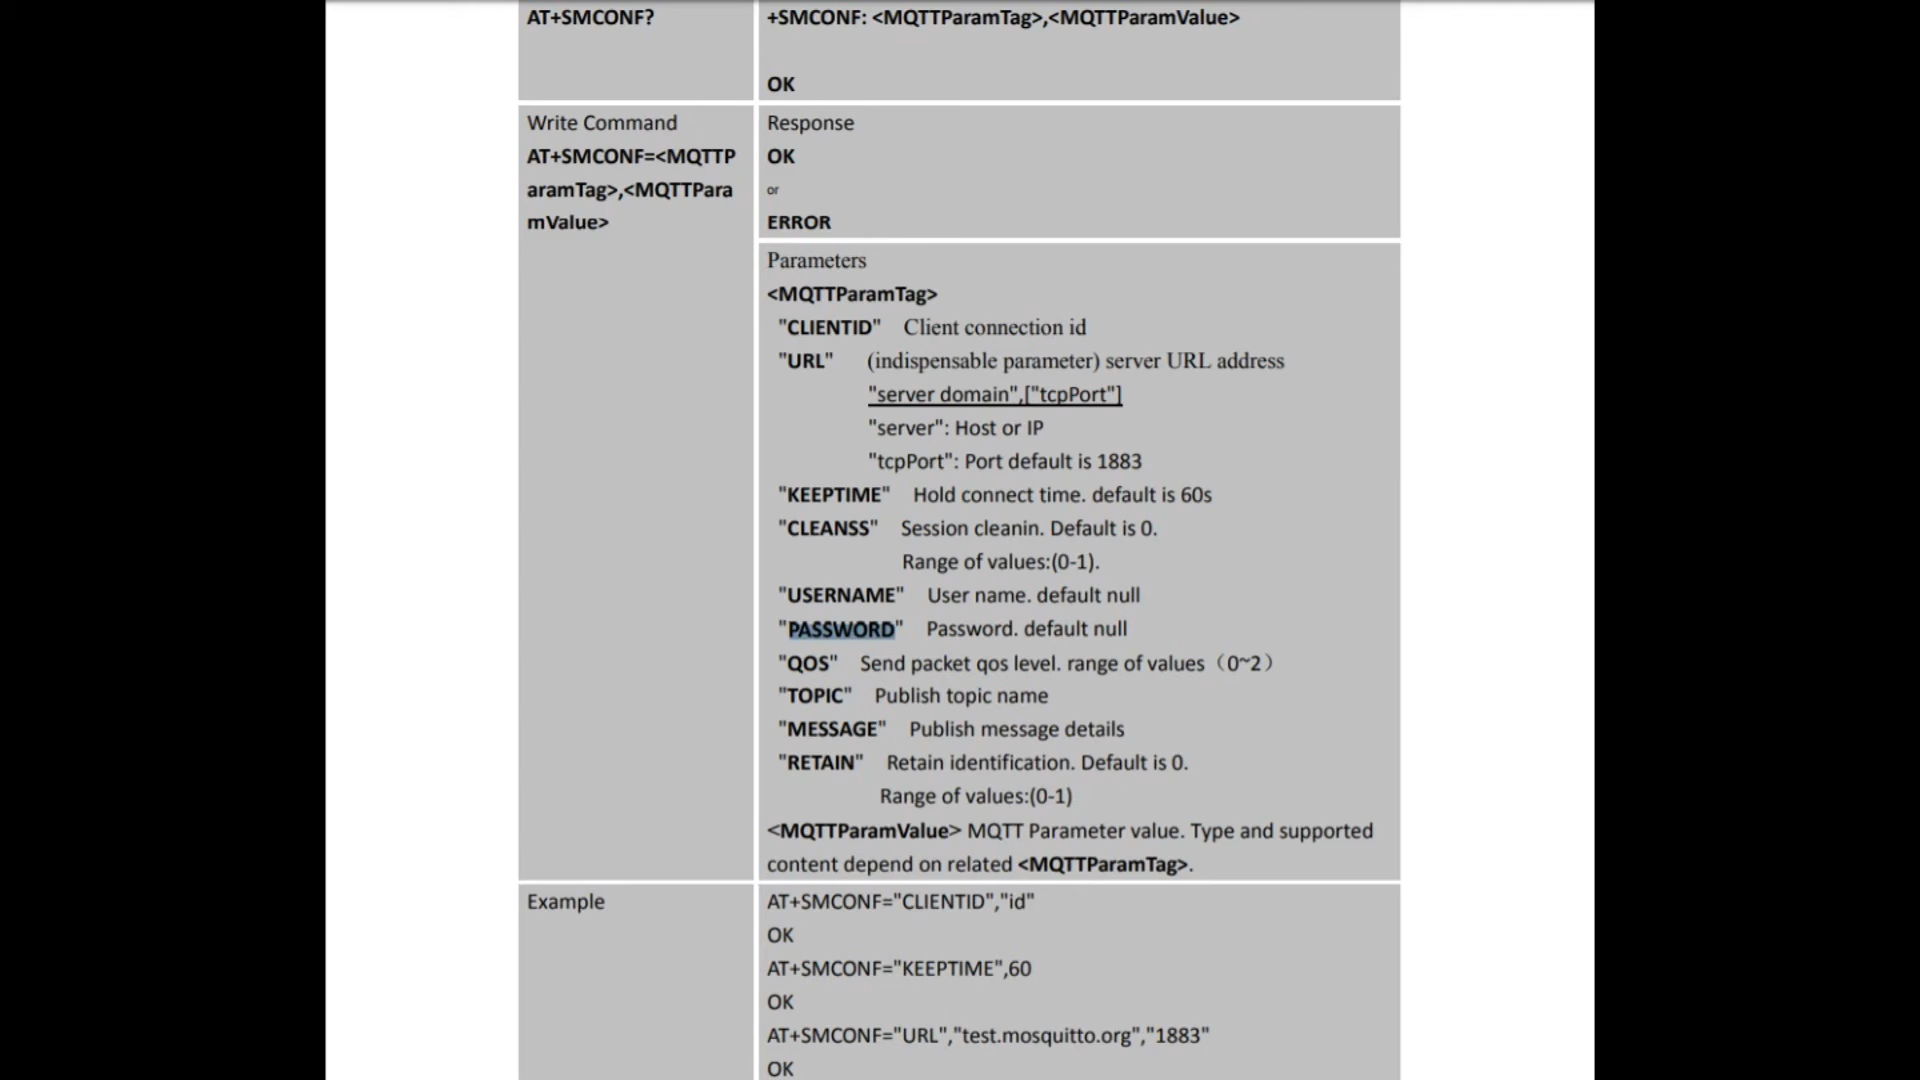 AT+SMCONF?
+SMCONF: <MQTTParamTag>,<MQTTParamValue>
OK
Write Command
AT+SMCONF=<MQTTP
aramTag>,<MQTTPara
mValue>
Response
OK
or
ERROR
Parameters
<MQTTParamTag>
"CLIENTID" Client connection id
"URL" (indispensable parameter) server URL address
"server domain",["tcpPort"]
"server": Host or IP
"tcpPort": Port default is 1883
"KEEPTIME" Hold connect time. default is 60s
"CLEANSS" Session cleanin. Default is 0.
Range of values:(0-1).
"USERNAME" User name. default null
"PASSWORD" Password. default null
"QOS" Send packet qos level. range of values（0~2）
"TOPIC" Publish topic name
"MESSAGE" Publish message details
"RETAIN" Retain identification. Default is 0.
Range of values:(0-1)
<MQTTParamValue> MQTT Parameter value. Type and supported
content depend on related <MQTTParamTag>.
Example
AT+SMCONF="CLIENTID","id"
OK
AT+SMCONF="KEEPTIME",60
OK
AT+SMCONF="URL","test.mosquitto.org","1883"
OK